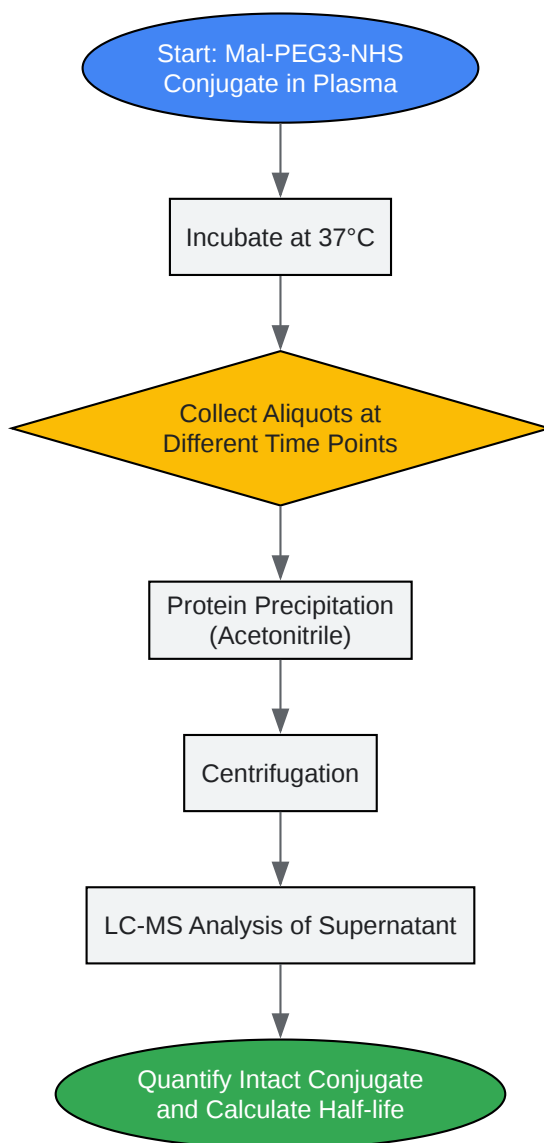 Start: Mal-PEG3-NHS
Conjugate in Plasma
Incubate at 37°C
Collect Aliquots at
Different Time Points
Protein Precipitation
(Acetonitrile)
Centrifugation
LC-MS Analysis of Supernatant
Quantify Intact Conjugate
and Calculate Half-life